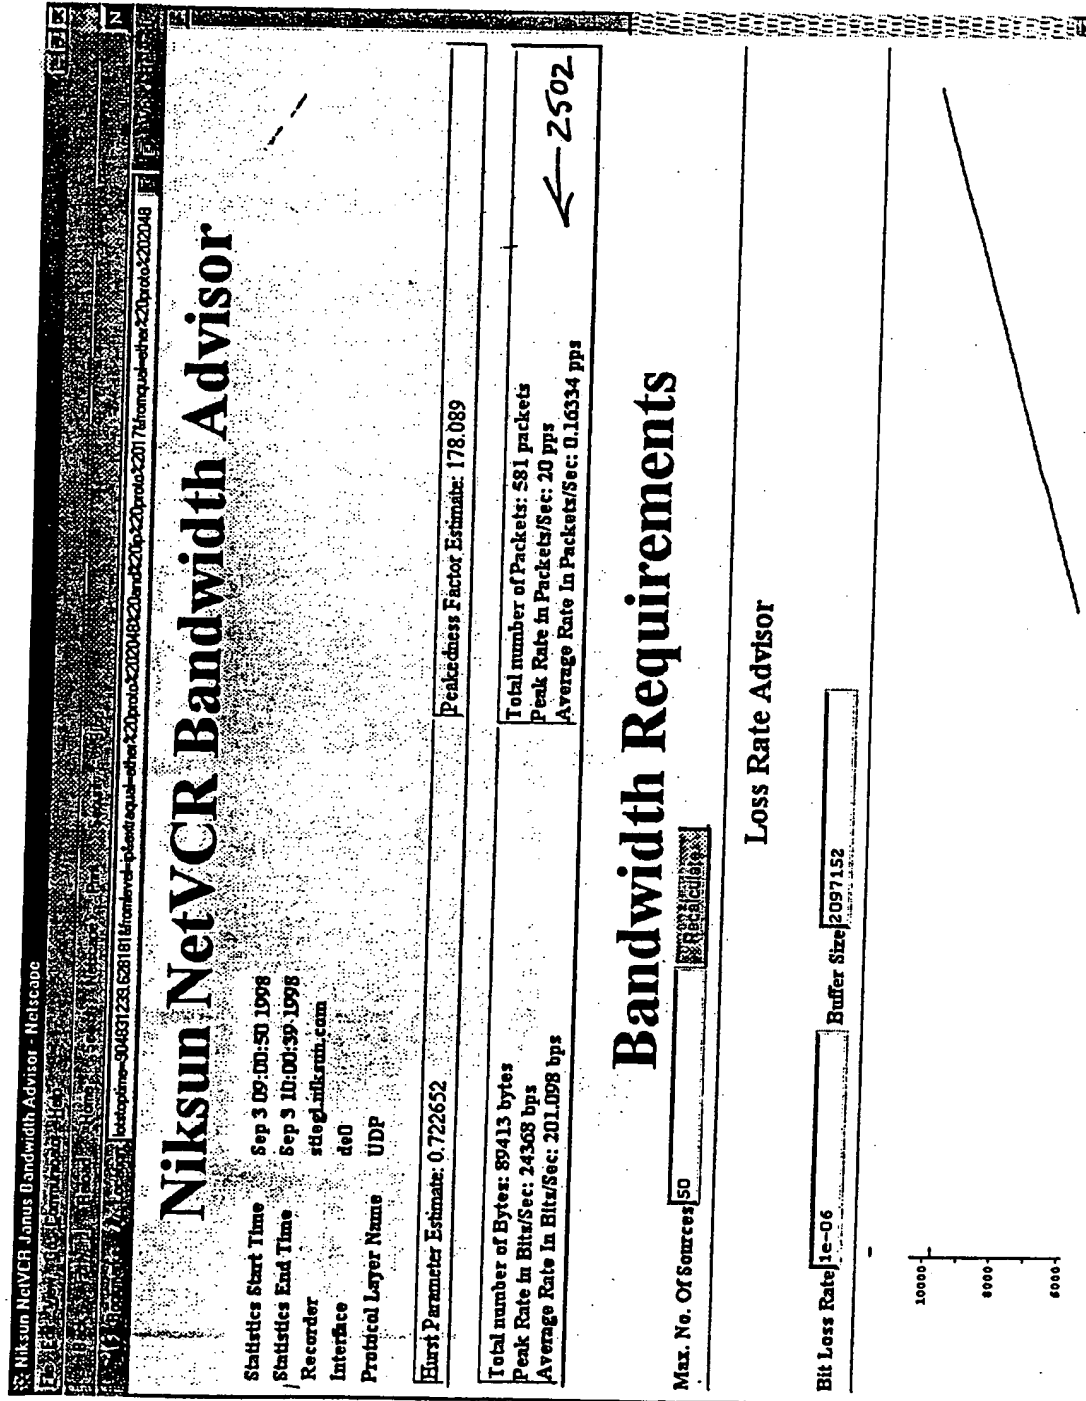 Niksun NetVCR Janus Bandwidth Advisor - Netscape
Niksun NetVCR Bandwidth Advisor
Statistics Start Time Sep 3 09:00:50 1998
Statistics End Time Sep 3 10:00:39 1998
Recorder stlegl.niksun.com
Interface de0
Protocol Layer Name UDP
Hurst Parameter Estimate: 0.722652 Peakedness Factor Estimate: 178.089
Total number of Bytes: 89413 bytes
Peak Rate in Bits/Sec: 24368 bps
Average Rate In Bits/Sec: 201.098 bps
Total number of Packets: 581 packets
Peak Rate in Packets/Sec: 20 pps
Average Rate In Packets/Sec: 0.16334 pps
← 2502
Bandwidth Requirements
Max. No. Of Sources 50 Recalculate
Loss Rate Advisor
Bit Loss Rate 1e-06 Buffer Size 2097152
10000
8000
6000